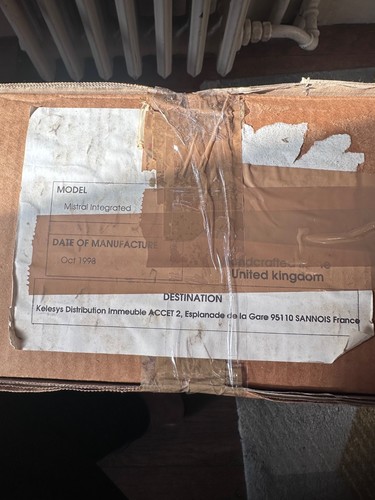 MODEL
Mistral Integrated
DATE OF MANUFACTURE
Oct 1998
United kingdom
DESTINATION
Kelesys Distribution Immeuble ACCET 2, Esplanade de la Gare 95110 SANNOIS France